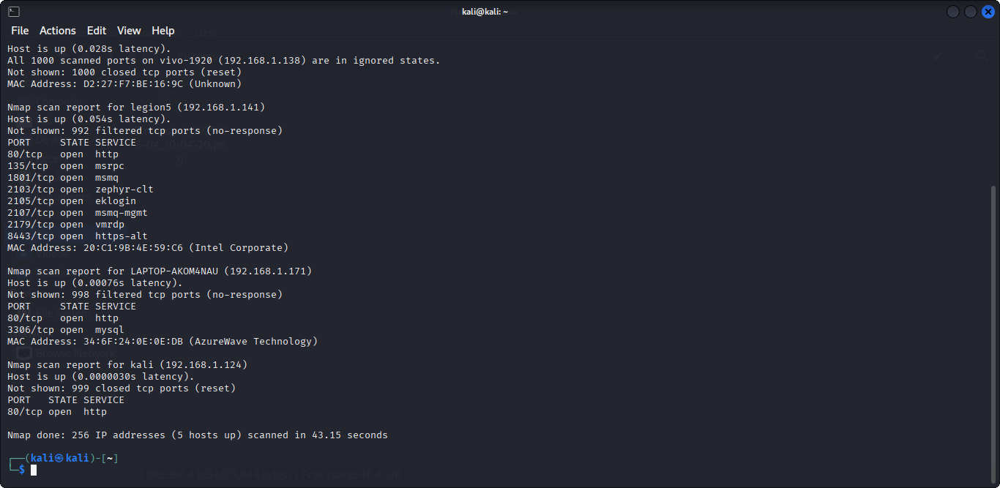 kali@kali: ~
File Actions Edit View Help
Host is up (0.028s latency).
All 1000 scanned ports on vivo-1920 (192.168.1.138) are in ignored states.
Not shown: 1000 closed tcp ports (reset)
MAC Address: D2:27:F7:BE:16:9C (Unknown)
Nmap scan report for legion5 (192.168.1.141)
Host is up (0.054s latency).
Not shown: 992 filtered tcp ports (no-response)
PORT     STATE SERVICE
80/tcp   open  http
135/tcp  open  msrpc
1801/tcp open  msmq
2103/tcp open  zephyr-clt
2105/tcp open  eklogin
2107/tcp open  msmq-mgmt
2179/tcp open  vmrdp
8443/tcp open  https-alt
MAC Address: 20:C1:9B:4E:59:C6 (Intel Corporate)
Nmap scan report for LAPTOP-AKOM4NAU (192.168.1.171)
Host is up (0.00076s latency).
Not shown: 998 filtered tcp ports (no-response)
PORT     STATE SERVICE
80/tcp   open  http
3306/tcp open  mysql
MAC Address: 34:6F:24:0E:0E:DB (AzureWave Technology)
Browse Network
Nmap scan report for kali (192.168.1.124)
Host is up (0.0000030s latency).
Not shown: 999 closed tcp ports (reset)
PORT   STATE SERVICE
80/tcp open  http
Nmap done: 256 IP addresses (5 hosts up) scanned in 43.15 seconds
┌──(kali㉿kali)-[~]
└─$